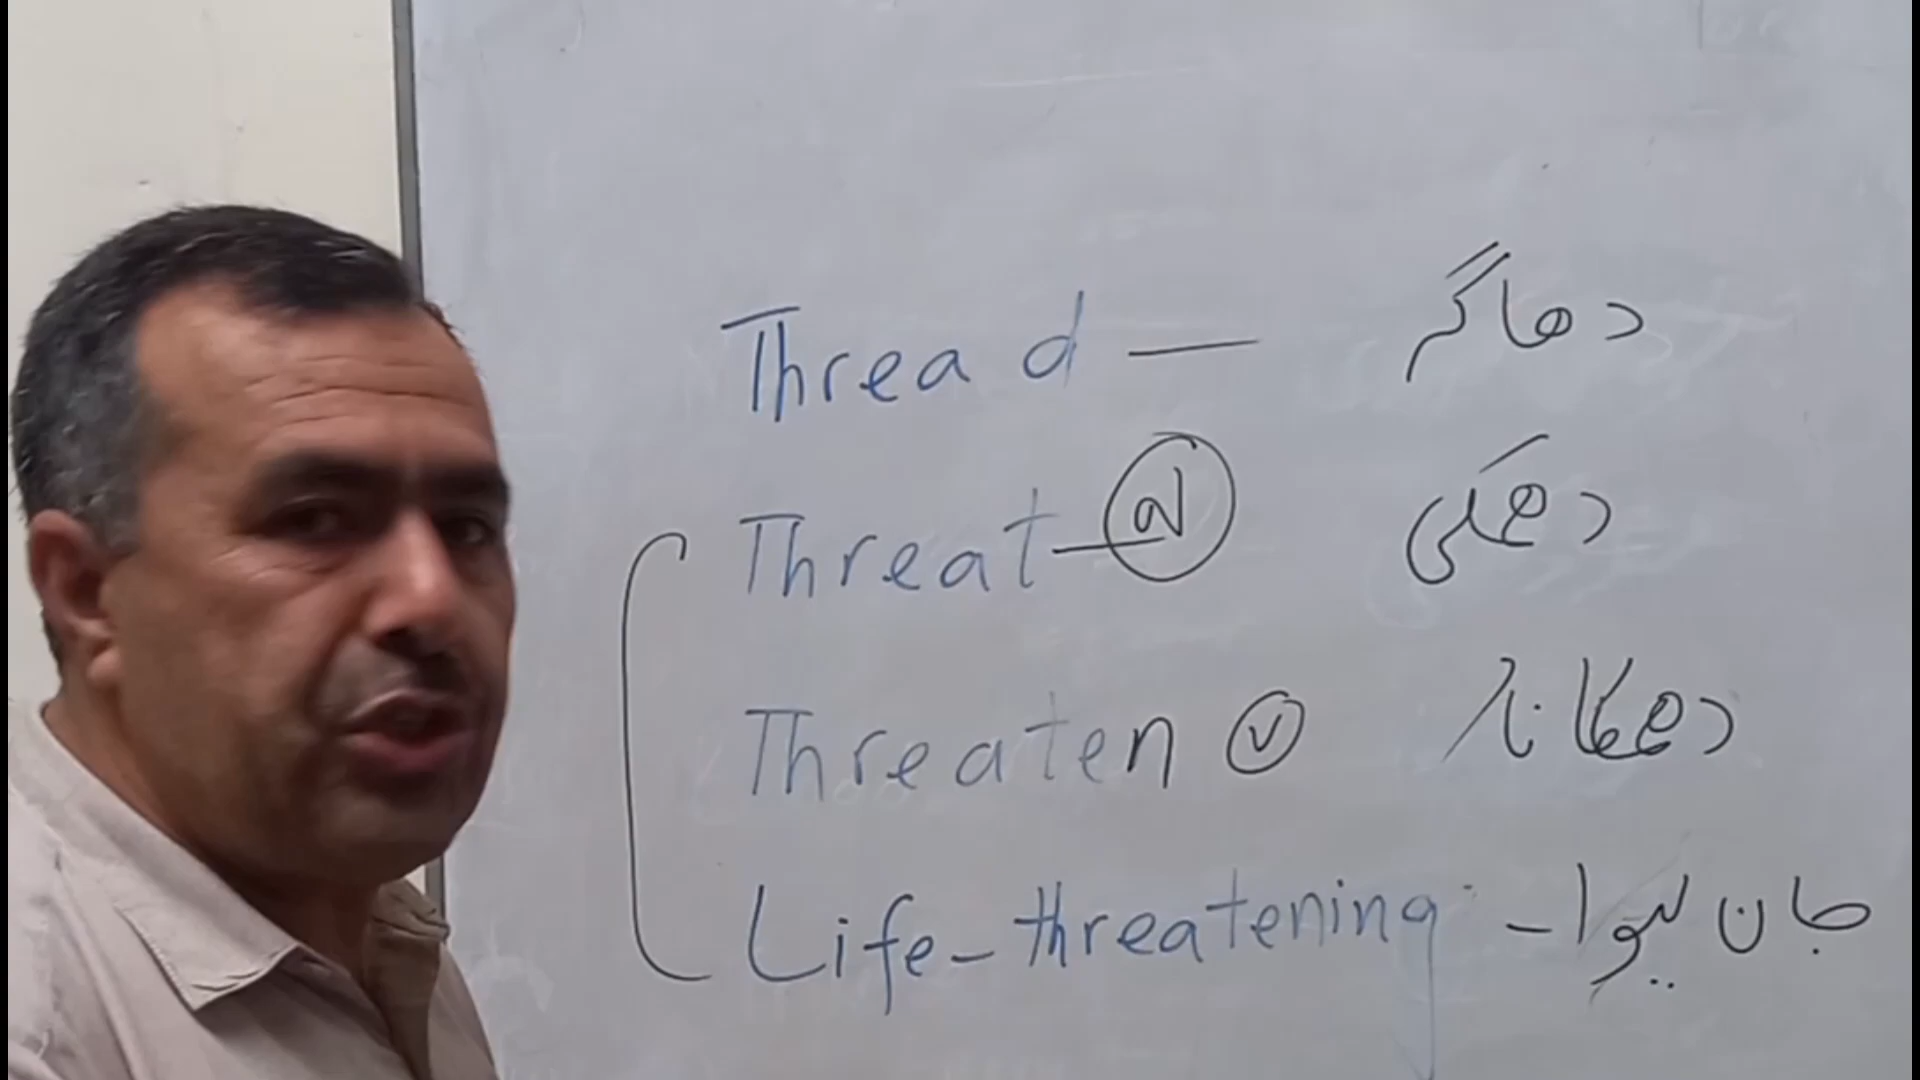 Thread — دھاگہ
Threat — N دھمکی
Threaten V دھمکانا
Life-threatening - جان لیوا